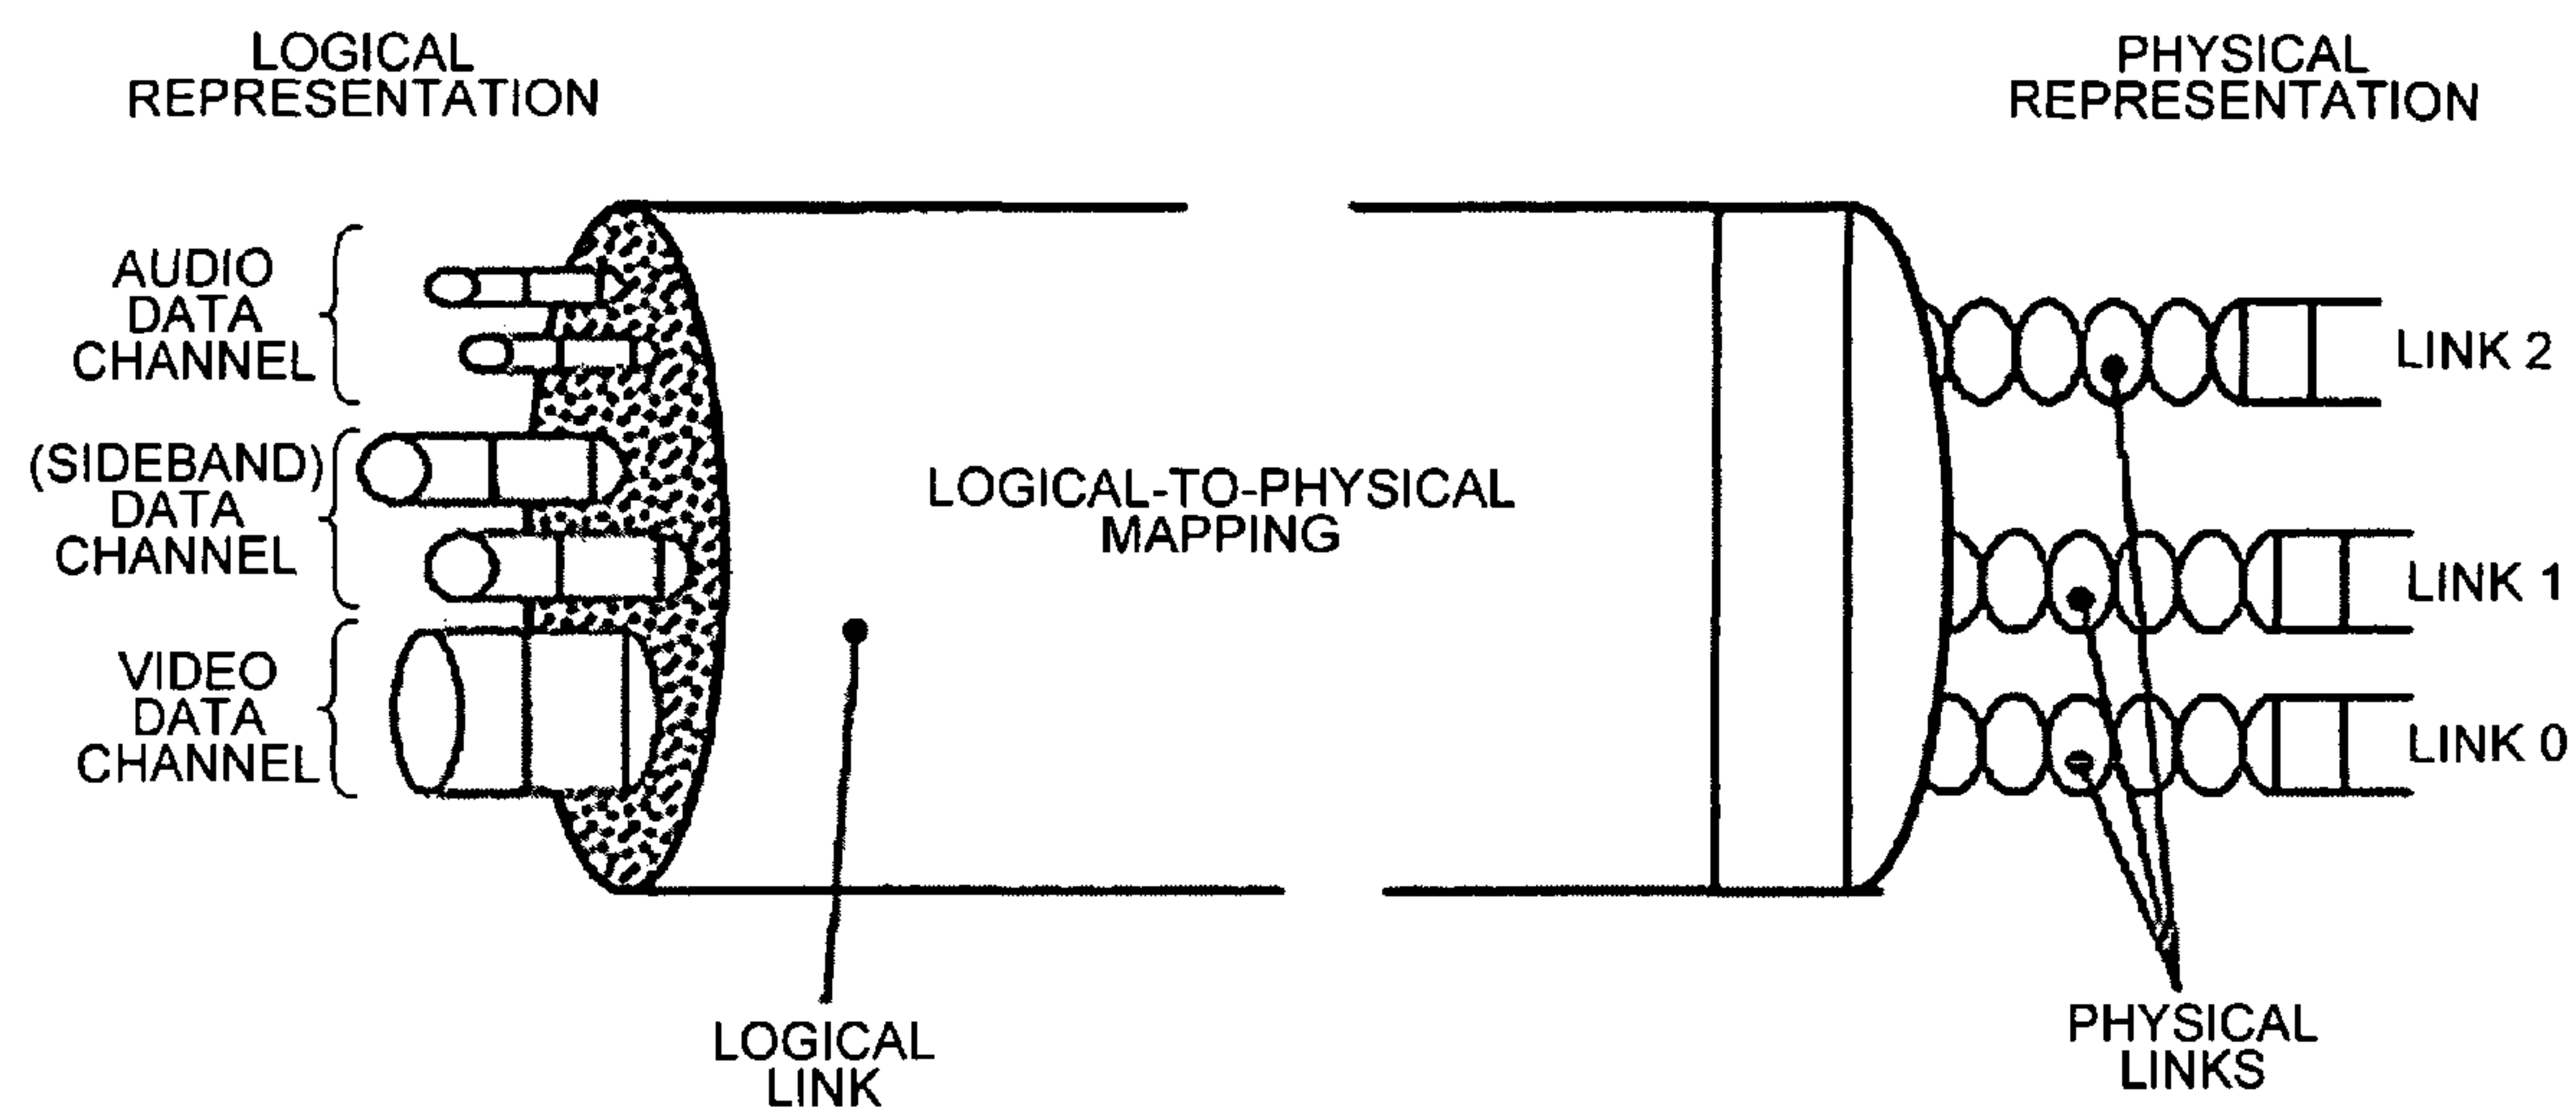 LOGICAL
REPRESENTATION
PHYSICAL
REPRESENTATION
AUDIO
DATA
CHANNEL
(SIDEBAND)
DATA
CHANNEL
VIDEO
DATA
CHANNEL
LOGICAL-TO-PHYSICAL
MAPPING
LINK 2
LINK 1
LINK 0
LOGICAL
LINK
PHYSICAL
LINKS